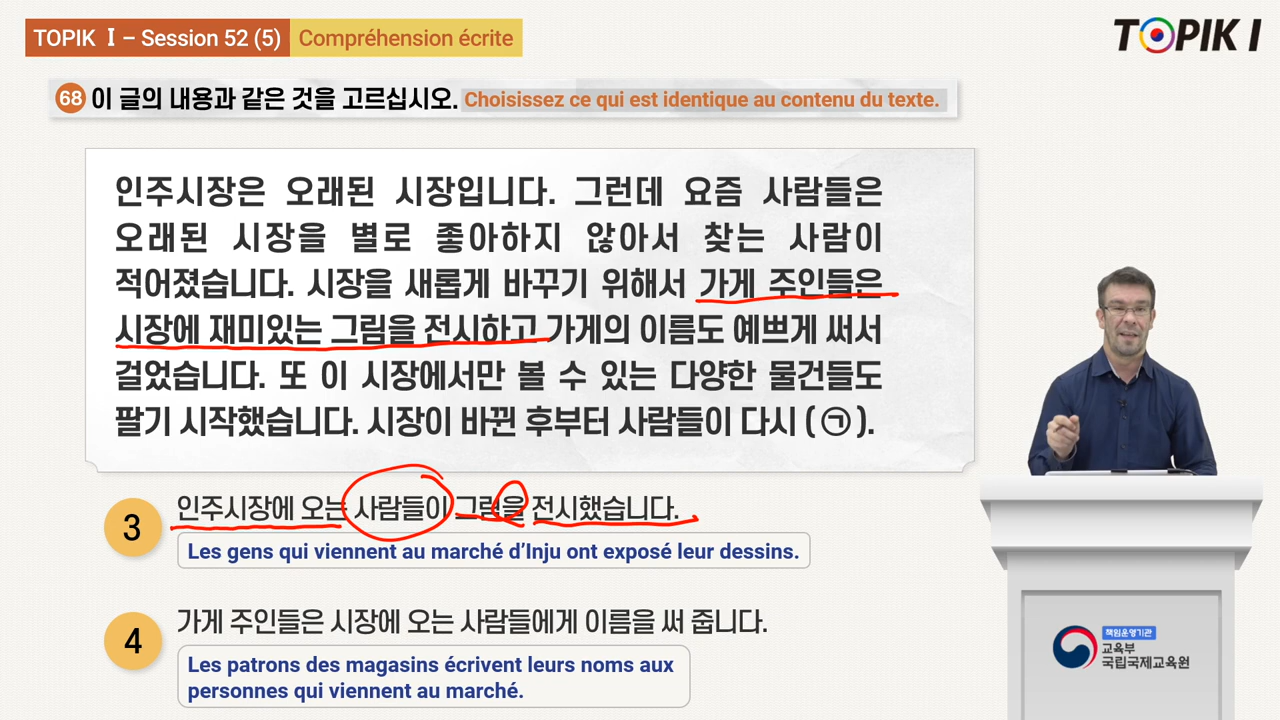 TOPIK Ⅰ – Session 52 (5) Compréhension écrite
TOPIK I
68 이 글의 내용과 같은 것을 고르십시오. Choisissez ce qui est identique au contenu du texte.
인주시장은 오래된 시장입니다. 그런데 요즘 사람들은
오래된 시장을 별로 좋아하지 않아서 찾는 사람이
적어졌습니다. 시장을 새롭게 바꾸기 위해서 가게 주인들은
시장에 재미있는 그림을 전시하고 가게의 이름도 예쁘게 써서
걸었습니다. 또 이 시장에서만 볼 수 있는 다양한 물건들도
팔기 시작했습니다. 시장이 바뀐 후부터 사람들이 다시 (㉠).
3 인주시장에 오는 사람들이 그림을 전시했습니다.
Les gens qui viennent au marché d’Inju ont exposé leur dessins.
4 가게 주인들은 시장에 오는 사람들에게 이름을 써 줍니다.
Les patrons des magasins écrivent leurs noms aux
personnes qui viennent au marché.
책임운영기관
교육부
국립국제교육원